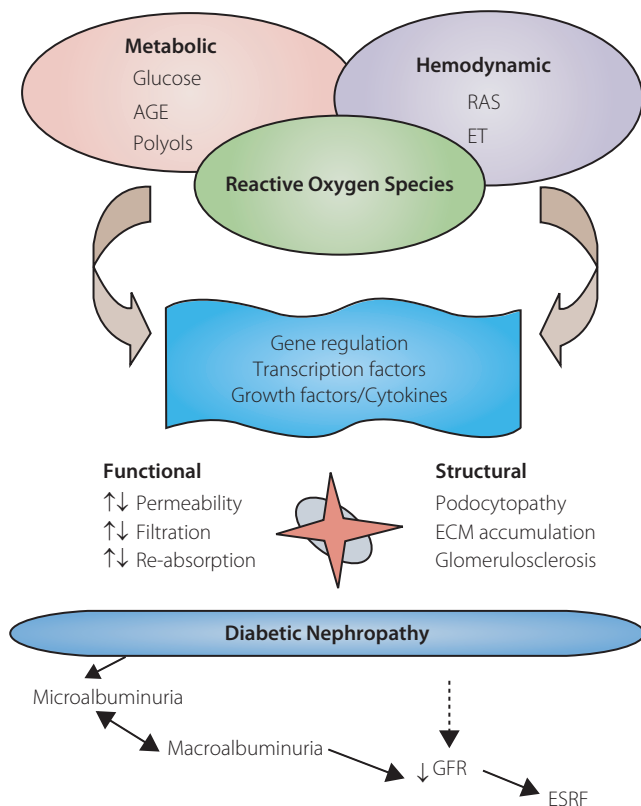 Metabolic
Glucose
AGE
Polyols
Hemodynamic
RAS
ET
Reactive Oxygen Species
Gene regulation
Transcription factors
Growth factors/Cytokines
Functional
↑↓ Permeability
↑↓ Filtration
↑↓ Re-absorption
Structural
Podocytopathy
ECM accumulation
Glomerulosclerosis
Diabetic Nephropathy
Microalbuminuria
Macroalbuminuria
↓ GFR
ESRF